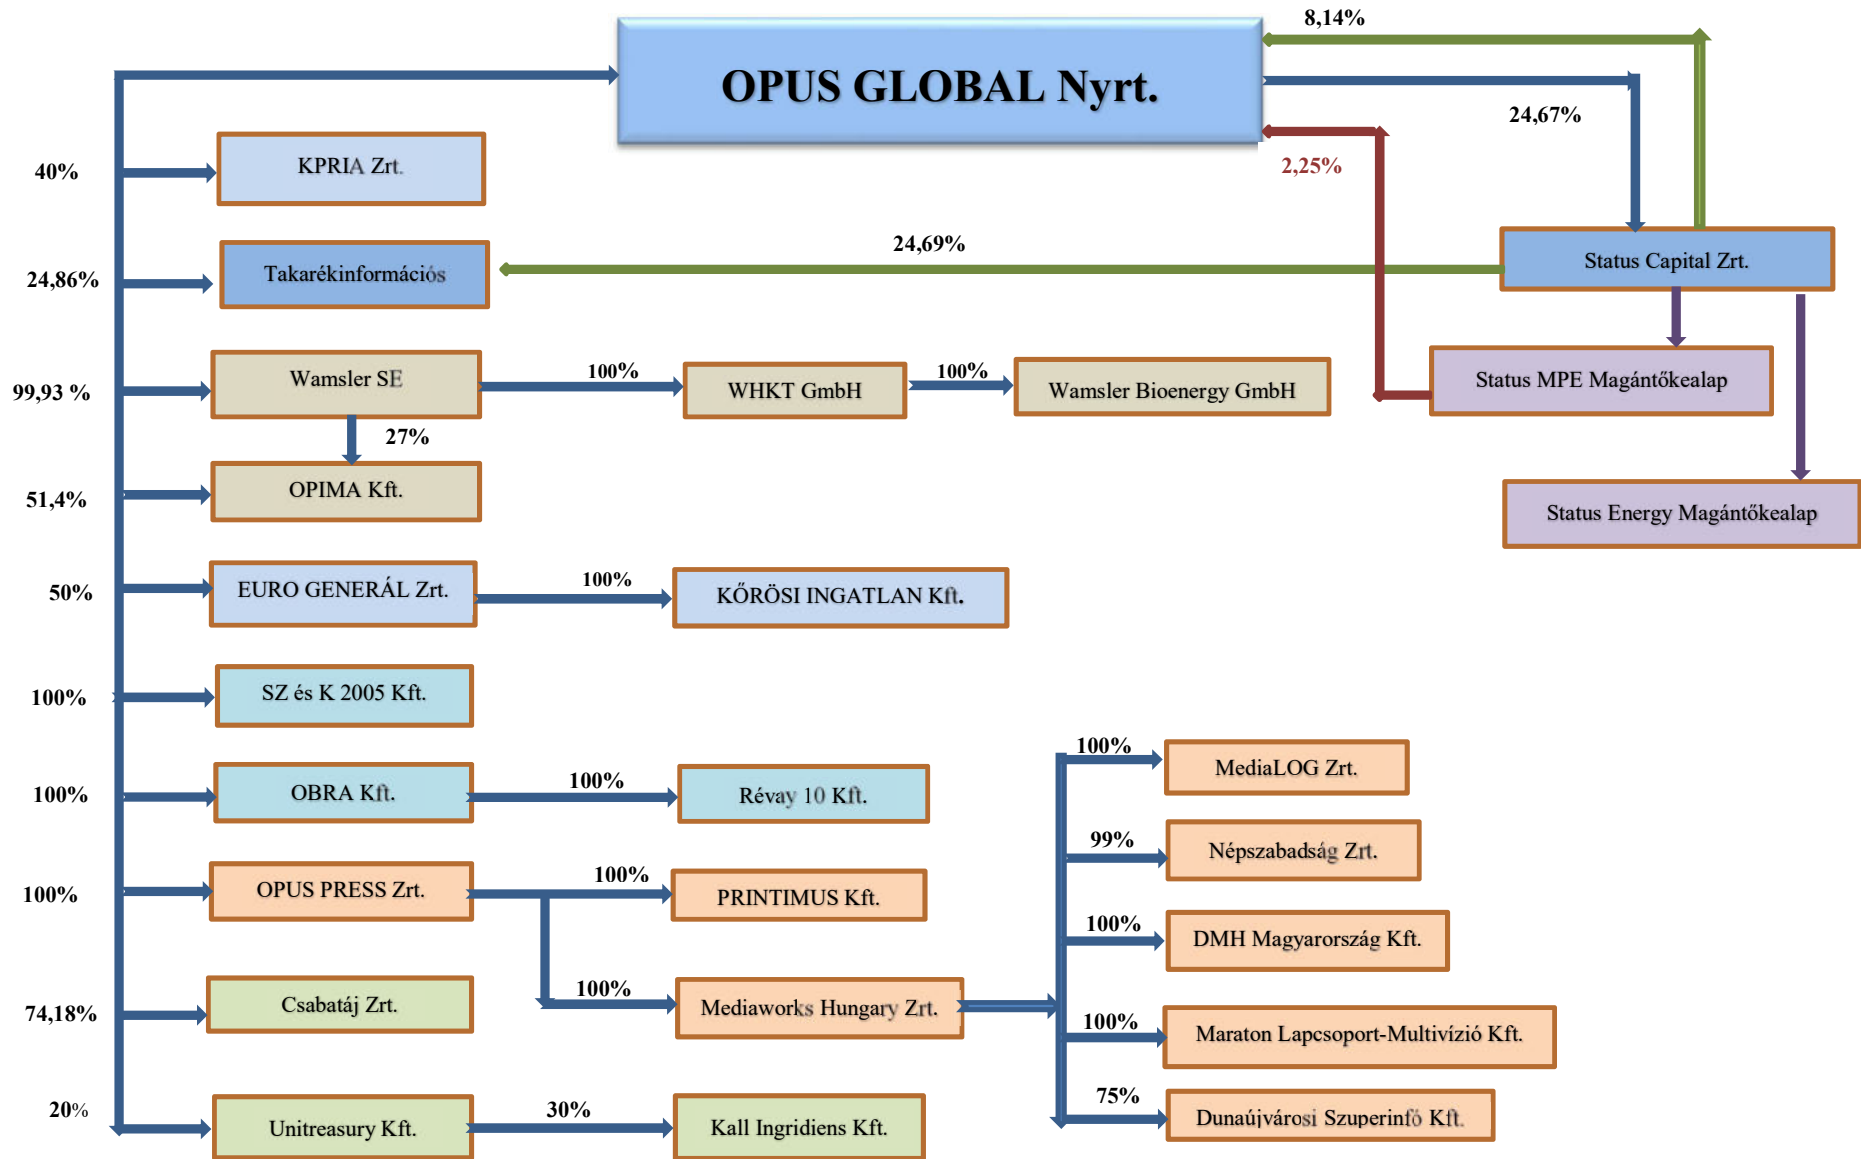 8,14%
OPUS GLOBAL Nyrt.
24,67%
2,25%
40%
KPRIA Zrt.
24,69%
Status Capital Zrt.
24,86%
Takarékinformációs
99,93 %
Wamsler SE
100%
WHKT GmbH
100%
Wamsler Bioenergy GmbH
Status MPE Magántőkealap
27%
51,4%
OPIMA Kft.
Status Energy Magántőkealap
50%
EURO GENERÁL Zrt.
100%
KŐRÖSI INGATLAN Kft.
100%
SZ és K 2005 Kft.
100%
OBRA Kft.
100%
Révay 10 Kft.
100%
MediaLOG Zrt.
99%
Népszabadság Zrt.
100%
OPUS PRESS Zrt.
100%
PRINTIMUS Kft.
100%
DMH Magyarország Kft.
74,18%
Csabatáj Zrt.
100%
Mediaworks Hungary Zrt.
100%
Maraton Lapcsoport-Multivízió Kft.
20%
Unitreasury Kft.
30%
Kall Ingridiens Kft.
75%
Dunaújvárosi Szuperinfó Kft.